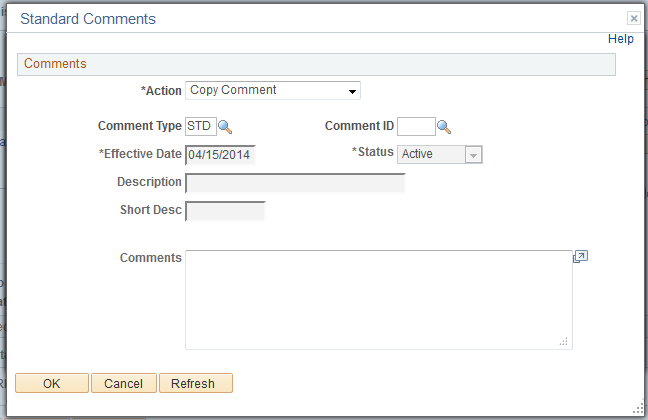 Standard Comments
Help
Comments
*Action Copy Comment
Comment Type STD Comment ID
*Effective Date 04/15/2014 *Status Active
Description
Short Desc
Comments
OK Cancel Refresh